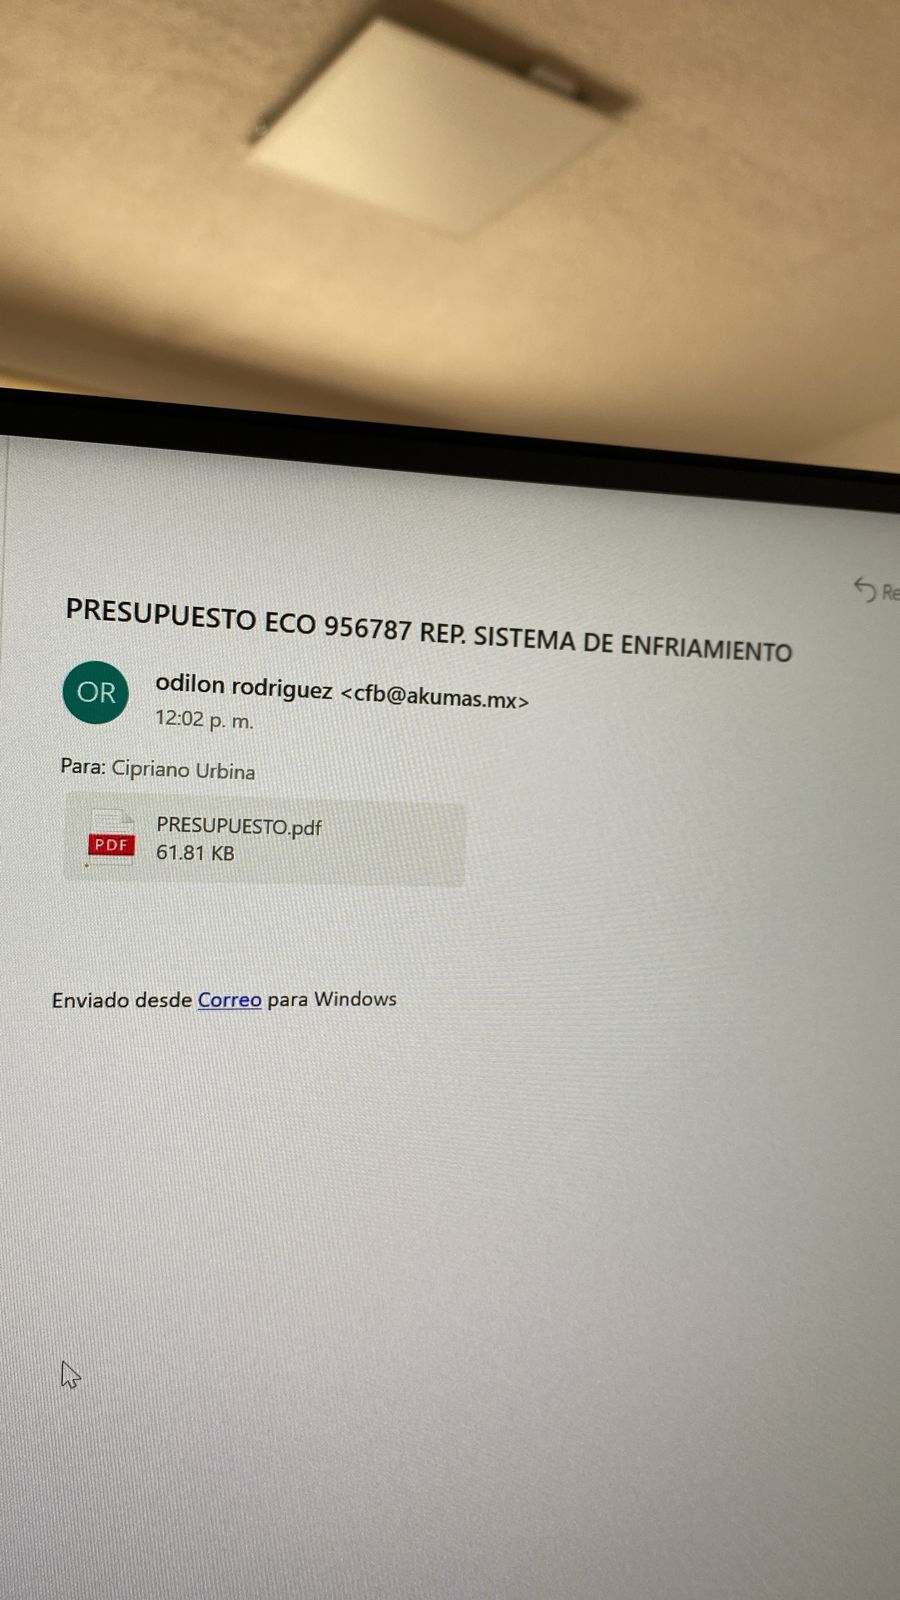 Re
PRESUPUESTO ECO 956787 REP. SISTEMA DE ENFRIAMIENTO
OR
odilon rodriguez <cfb@akumas.mx>
12:02 p. m.
Para: Cipriano Urbina
PDF
PRESUPUESTO.pdf
61.81 KB
Enviado desde Correo para Windows